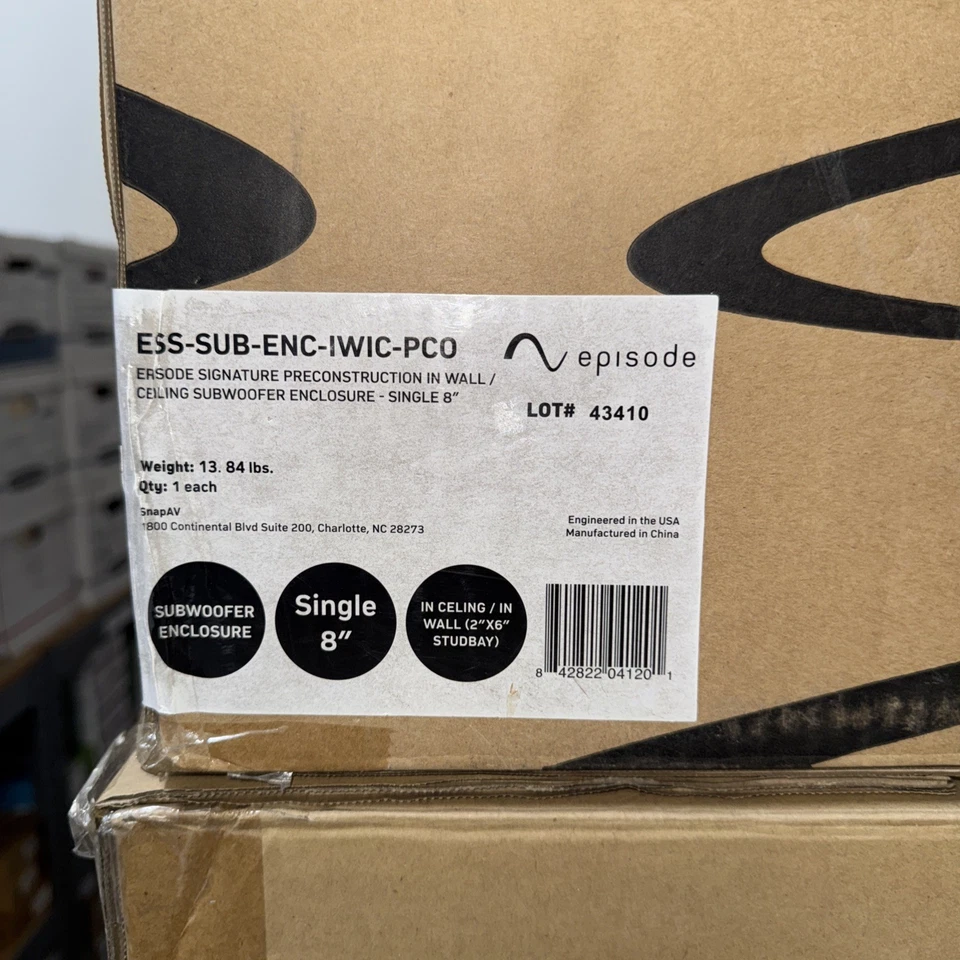 ESS-SUB-ENC-IWIC-PCO
episode
ERSODE SIGNATURE PRECONSTRUCTION IN WALL /
CEILING SUBWOOFER ENCLOSURE - SINGLE 8"
LOT# 43410
Weight: 13. 84 lbs.
Qty: 1 each
SnapAV
1800 Continental Blvd Suite 200, Charlotte, NC 28273
Engineered in the USA
Manufactured in China
SUBWOOFER
ENCLOSURE
Single
8"
IN CELING / IN
WALL (2"X6"
STUDBAY)
8 42822 04120 1